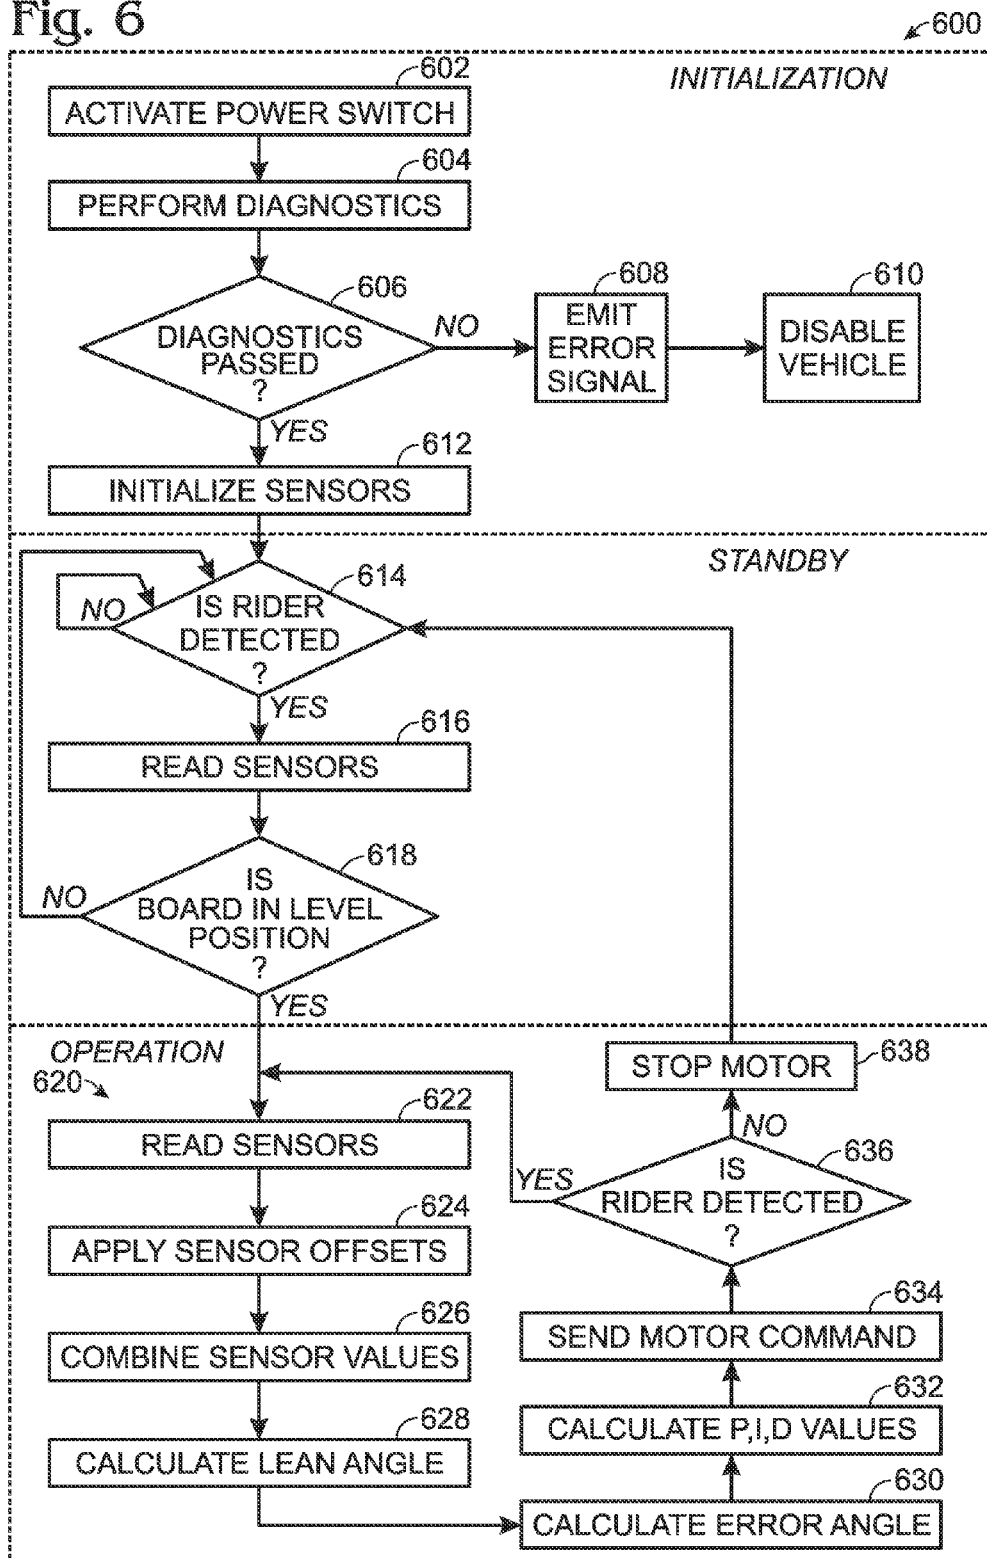 Fig. 6
600
INITIALIZATION
602
ACTIVATE POWER SWITCH
604
PERFORM DIAGNOSTICS
606
DIAGNOSTICS
PASSED
?
NO
608
EMIT
ERROR
SIGNAL
610
DISABLE
VEHICLE
YES
612
INITIALIZE SENSORS
STANDBY
614
IS RIDER
DETECTED
?
NO
YES
616
READ SENSORS
618
IS
BOARD IN LEVEL
POSITION
?
NO
YES
OPERATION
620
622
READ SENSORS
624
APPLY SENSOR OFFSETS
626
COMBINE SENSOR VALUES
628
CALCULATE LEAN ANGLE
638
STOP MOTOR
NO
636
IS
RIDER DETECTED
?
YES
634
SEND MOTOR COMMAND
632
CALCULATE P,I,D VALUES
630
CALCULATE ERROR ANGLE